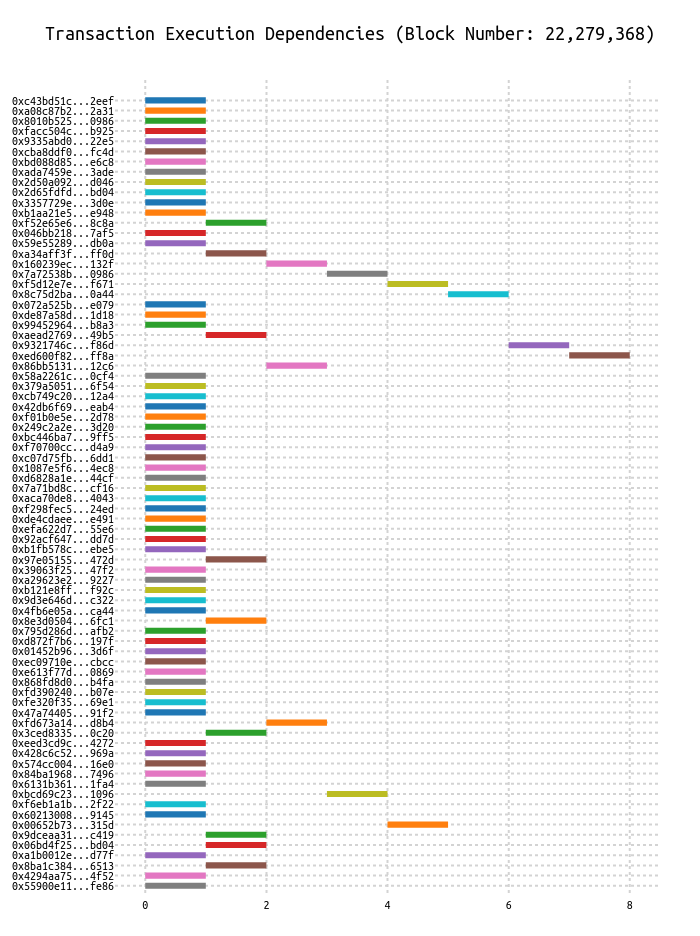 Transaction Execution Dependencies (Block Number: 22,279,368)
0xc43bd51c...2eef
0xa08c87b2...2a31
0x8010b525...0986
0xfacc504c...b925
0x9335abd0...22e5
0xcba8ddf0...fc4d
0xbd088d85...e6c8
0xada7459e...3ade
0x2d50a092...d046
0x2d65fdfd...bd04
0x3357729e...3d0e
0xb1aa21e5...e948
0xf52e65e6...8c8a
0x046bb218...7af5
0x59e55289...db0a
0xa34aff3f...ff0d
0x160239ec...132f
0x7a72538b...0986
0xf5d12e7e...f671
0x8c75d2ba...0a44
0x072a525b...e079
0xde87a58d...1d18
0x99452964...b8a3
0xaead2769...49b5
0x9321746c...f86d
0xed600f82...ff8a
0x86bb5131...12c6
0x58a2261c...0cf4
0x379a5051...6f54
0xcb749c20...12a4
0x42db6f69...eab4
0xf01b0e5e...2d78
0x249c2a2e...3d20
0xbc446ba7...9ff5
0xf70700cc...d4a9
0xc07d75fb...6dd1
0x1087e5f6...4ec8
0xd6828a1e...44cf
0x7a71bd8c...cf16
0xaca70de8...4043
0xf298fec5...24ed
0xde4cdaee...e491
0xefa622d7...55e6
0x92acf647...dd7d
0xb1fb578c...ebe5
0x97e05155...472d
0x39063f25...47f2
0xa29623e2...9227
0xb121e8ff...f92c
0x9d3e646d...c322
0x4fb6e05a...ca44
0x8e3d0504...6fc1
0x795d286d...afb2
0xd872f7b6...197f
0x01452b96...3d6f
0xec09710e...cbcc
0xe613f77d...0869
0x868fd8d0...b4fa
0xfd390240...b07e
0xfe320f35...69e1
0x47a74405...91f2
0xfd673a14...d8b4
0x3ced8335...0c20
0xeed3cd9c...4272
0x428c6c52...969a
0x574cc004...16e0
0x84ba1968...7496
0x6131b361...1fa4
0xbcd69c23...1096
0xf6eb1a1b...2f22
0x60213008...9145
0x00652b73...315d
0x9dceaa31...c419
0x06bd4f25...bd04
0xa1b0012e...d77f
0x8ba1c384...6513
0x4294aa75...4f52
0x55900e11...fe86
0 2 4 6 8